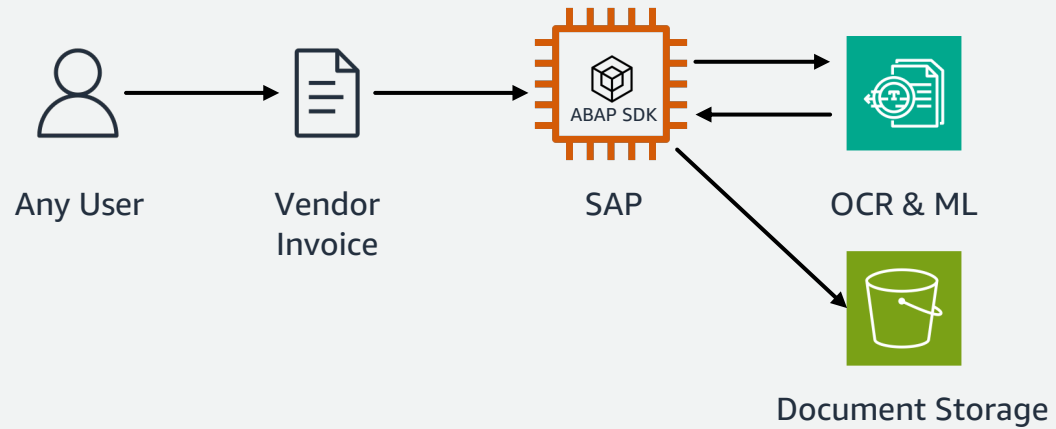 ABAP SDK
Any User
Vendor
Invoice
SAP
OCR & ML
Document Storage